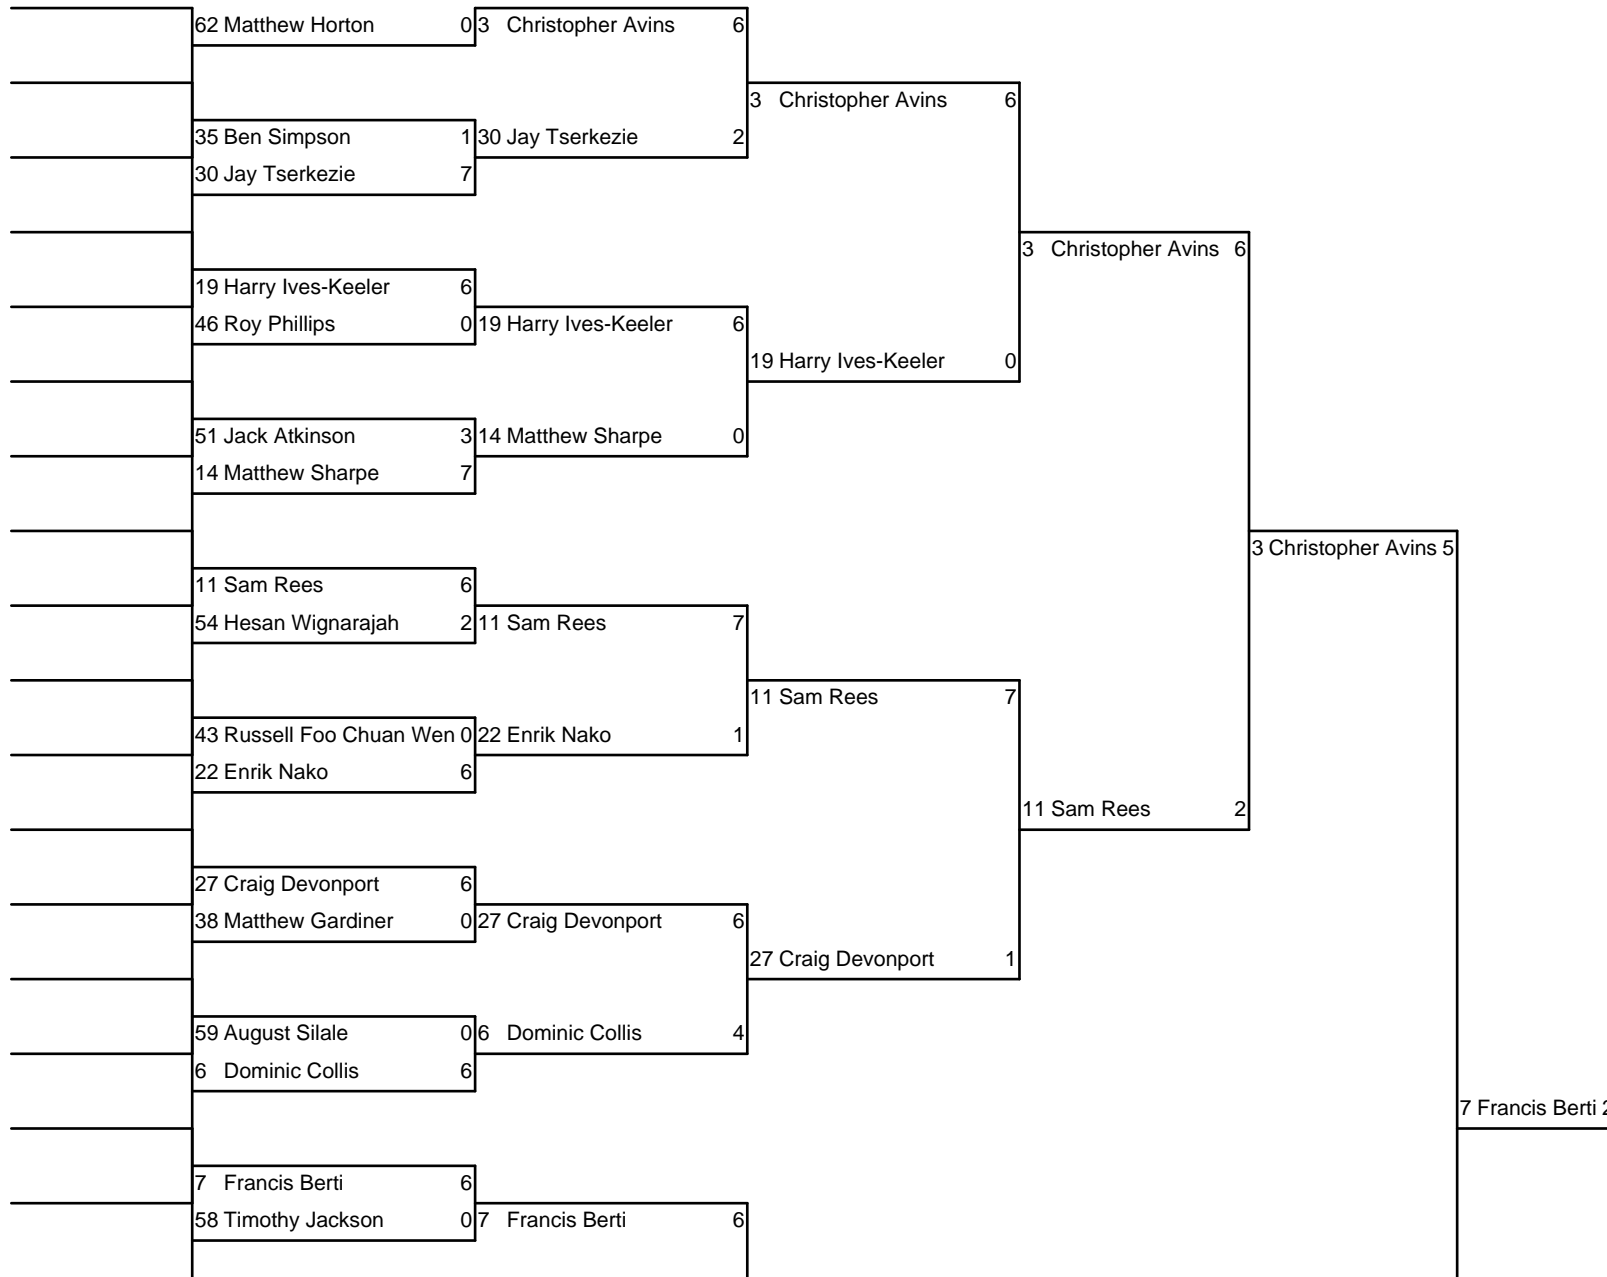 62 Matthew Horton 0 3 Christopher Avins 6
3 Christopher Avins 6
35 Ben Simpson 1 30 Jay Tserkezie 2
30 Jay Tserkezie 7
3 Christopher Avins 6
19 Harry Ives-Keeler 6
46 Roy Phillips 0 19 Harry Ives-Keeler 6
19 Harry Ives-Keeler 0
51 Jack Atkinson 3 14 Matthew Sharpe 0
14 Matthew Sharpe 7
3 Christopher Avins 5
11 Sam Rees 6
54 Hesan Wignarajah 2 11 Sam Rees 7
11 Sam Rees 7
43 Russell Foo Chuan Wen 0 22 Enrik Nako 1
22 Enrik Nako 6
11 Sam Rees 2
27 Craig Devonport 6
38 Matthew Gardiner 0 27 Craig Devonport 6
27 Craig Devonport 1
59 August Silale 0 6 Dominic Collis 4
6 Dominic Collis 6
7 Francis Berti 2
7 Francis Berti 6
58 Timothy Jackson 0 7 Francis Berti 6